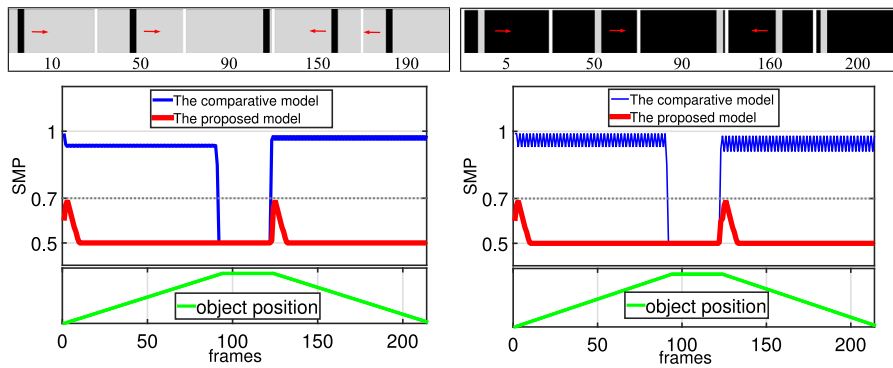 10 50 90 150 190
The comparative model
The proposed model
1
0.7
0.5
SMP
object position
0 50 100 150 200
frames
5 50 90 160 200
The comparative model
The proposed model
1
0.7
0.5
SMP
object position
0 50 100 150 200
frames